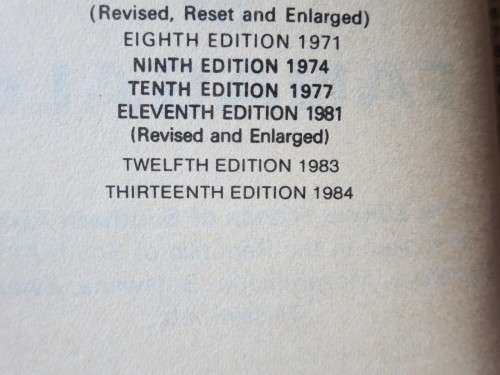 (Revised, Reset and Enlarged)
EIGHTH EDITION 1971
NINTH EDITION 1974
TENTH EDITION 1977
ELEVENTH EDITION 1981
(Revised and Enlarged)
TWELFTH EDITION 1983
THIRTEENTH EDITION 1984